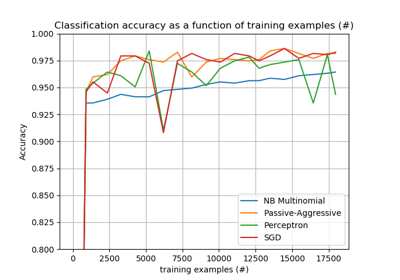 Classification accuracy as a function of training examples (#)
1.000
0.975
0.950
0.925
0.900
0.875
0.850
0.825
0.800
Accuracy
NB Multinomial
Passive-Aggressive
Perceptron
SGD
0 2500 5000 7500 10000 12500 15000 17500
training examples (#)